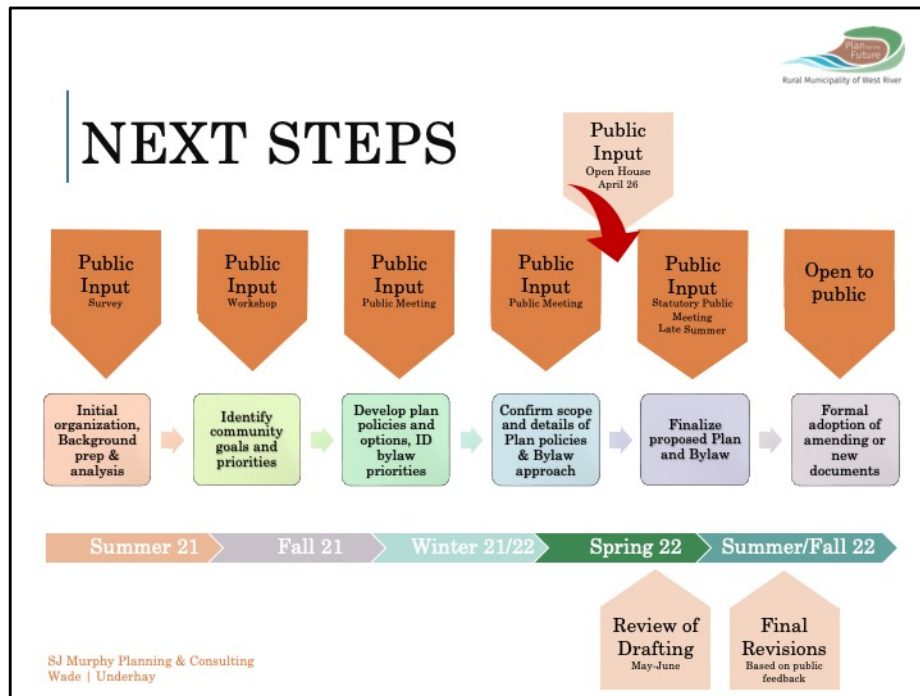 Plan for the
Future
Rural Municipality of West River
NEXT STEPS
Public
Input
Open House
April 26
Public
Input
Survey
Public
Input
Workshop
Public
Input
Public Meeting
Public
Input
Public Meeting
Public
Input
Statutory Public
Meeting
Late Summer
Open to
public
Initial
organization,
Background
prep &
analysis
Identify
community
goals and
priorities
Develop plan
policies and
options, ID
bylaw
priorities
Confirm scope
and details of
Plan policies
& Bylaw
approach
Finalize
proposed Plan
and Bylaw
Formal
adoption of
amending or
new
documents
Summer 21
Fall 21
Winter 21/22
Spring 22
Summer/Fall 22
Review of
Drafting
May-June
Final
Revisions
Based on public
feedback
SJ Murphy Planning & Consulting
Wade | Underhay